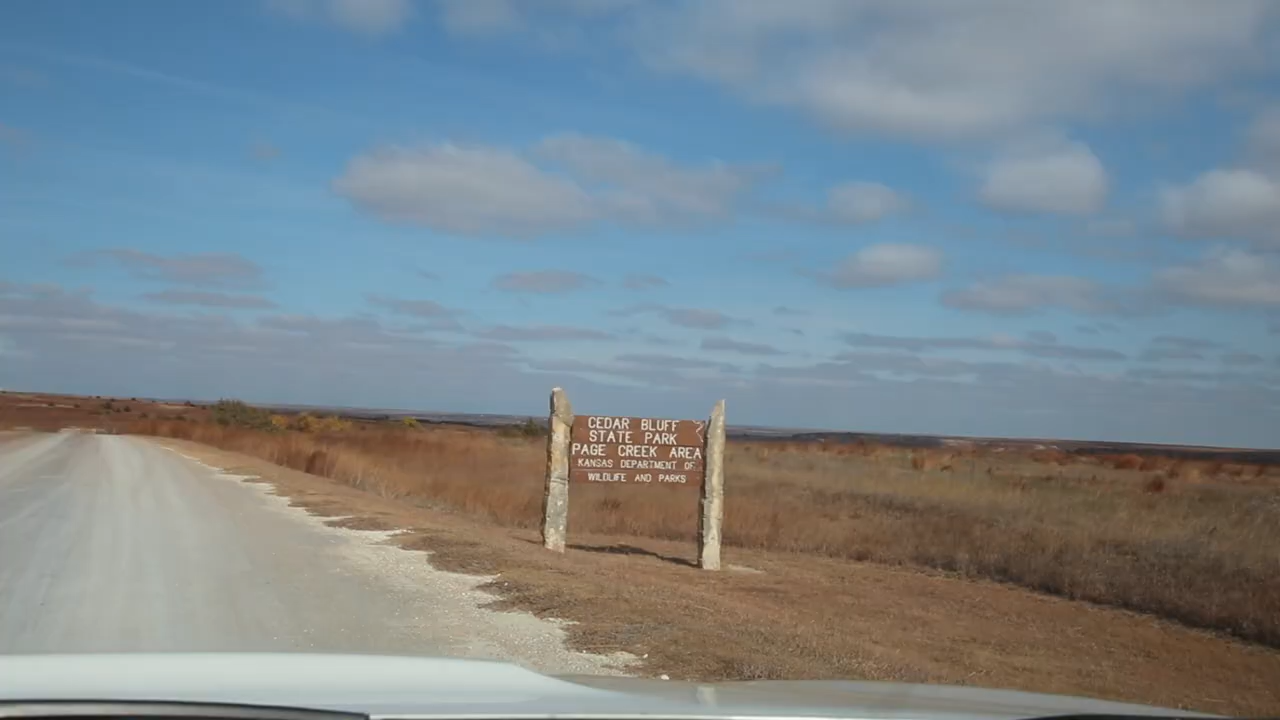 CEDAR BLUFF
STATE PARK
PAGE CREEK AREA
KANSAS DEPARTMENT OF
WILDLIFE AND PARKS